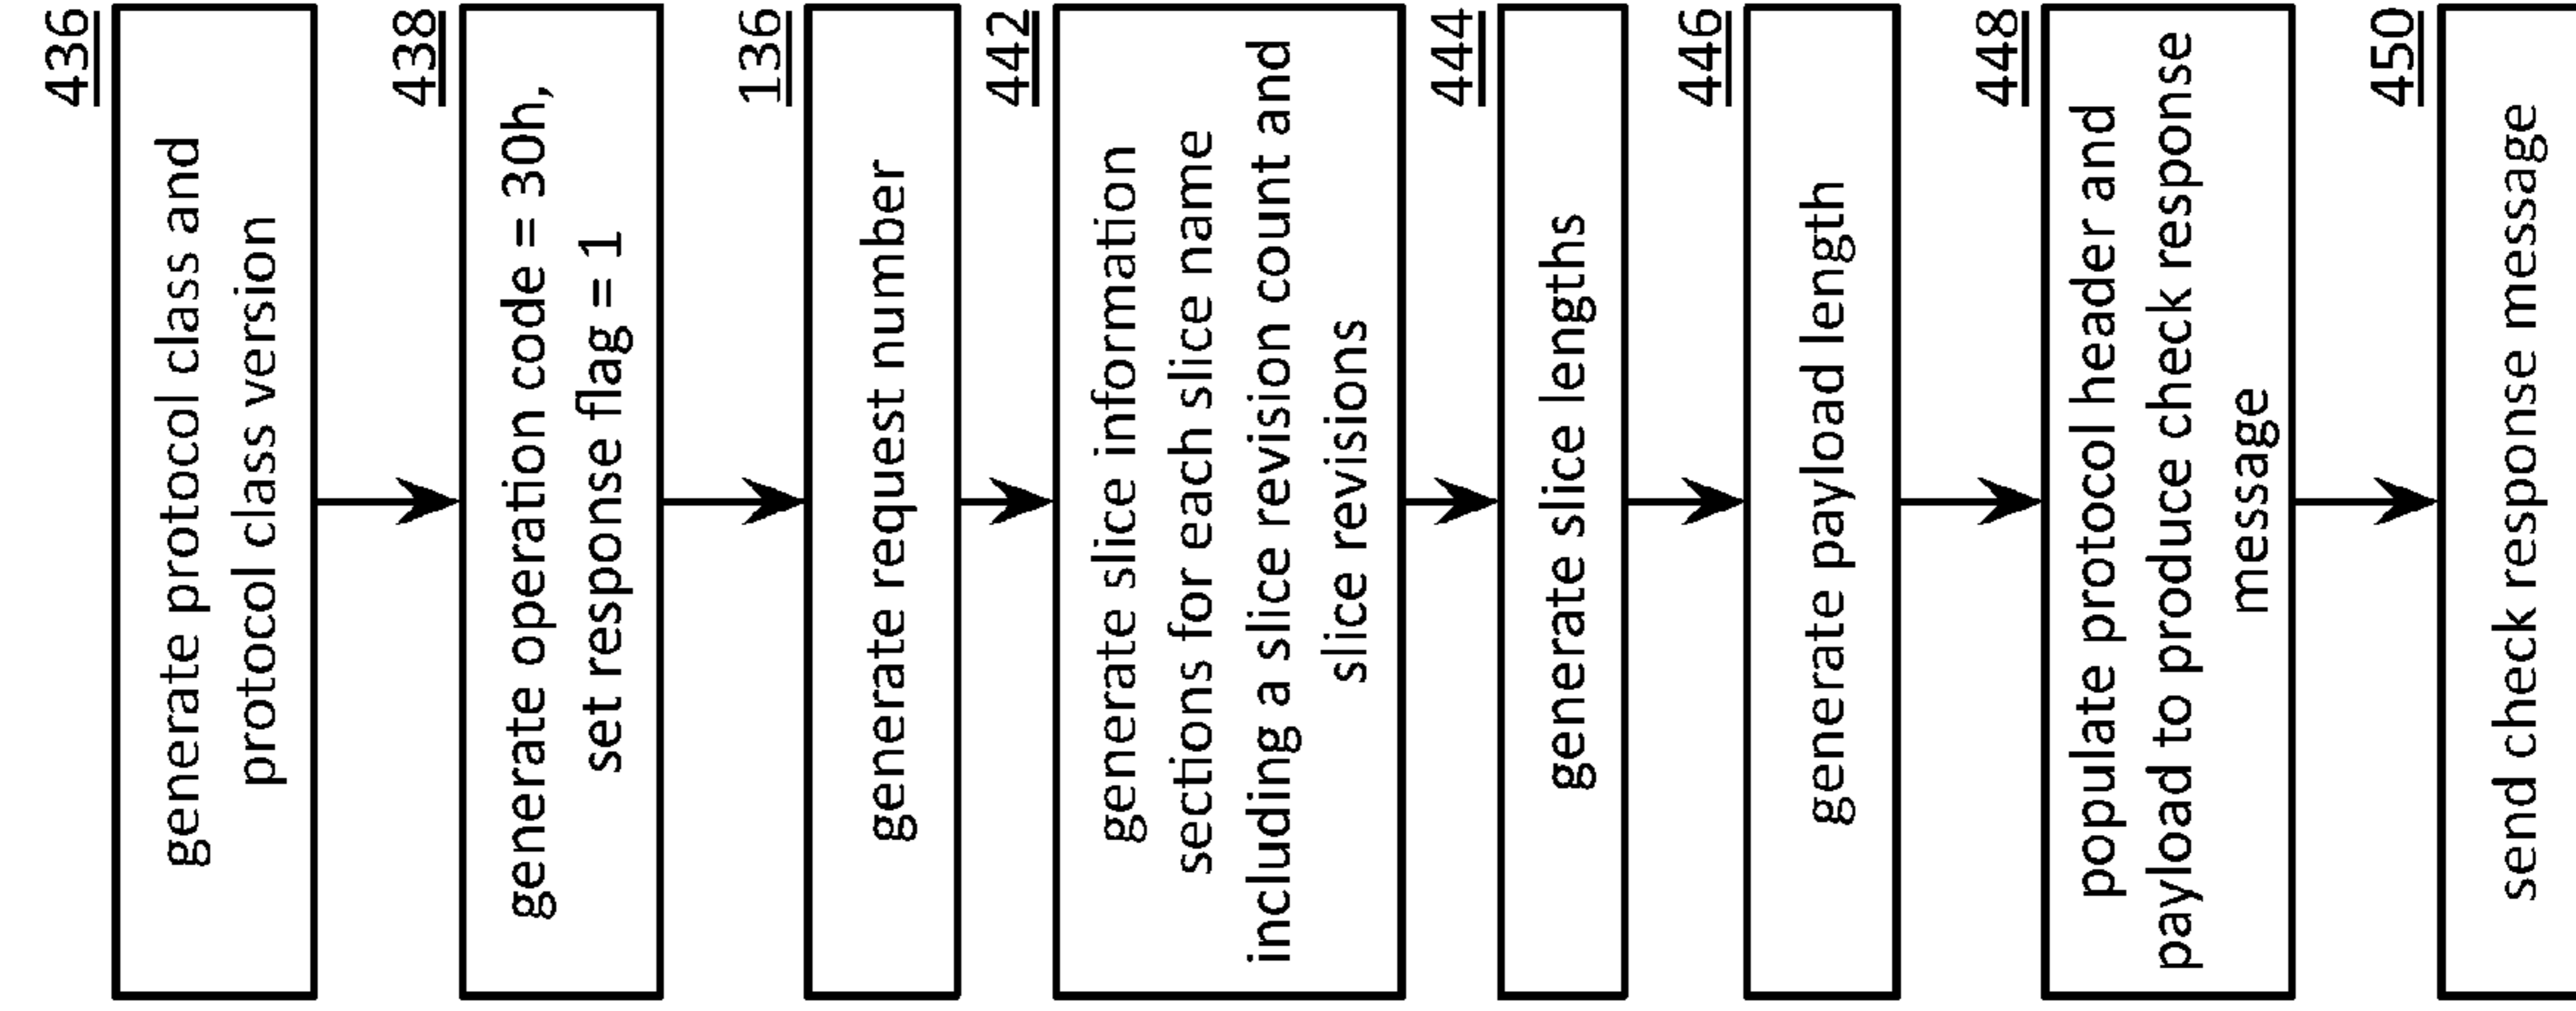 436
generate protocol class and
protocol class version
438
generate operation code = 30h,
set response flag = 1
136
generate request number
442
generate slice information
sections for each slice name
including a slice revision count and
slice revisions
444
generate slice lengths
446
generate payload length
448
populate protocol header and
payload to produce check response
message
450
send check response message